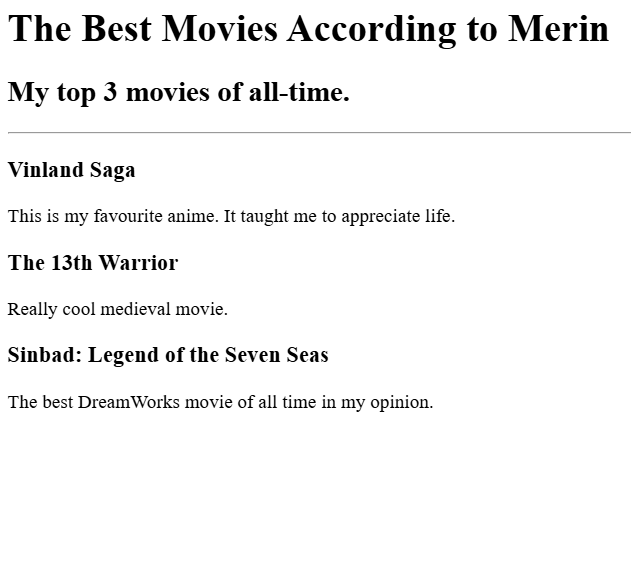 The Best Movies According to Merin
My top 3 movies of all-time.
Vinland Saga
This is my favourite anime. It taught me to appreciate life.
The 13th Warrior
Really cool medieval movie.
Sinbad: Legend of the Seven Seas
The best DreamWorks movie of all time in my opinion.